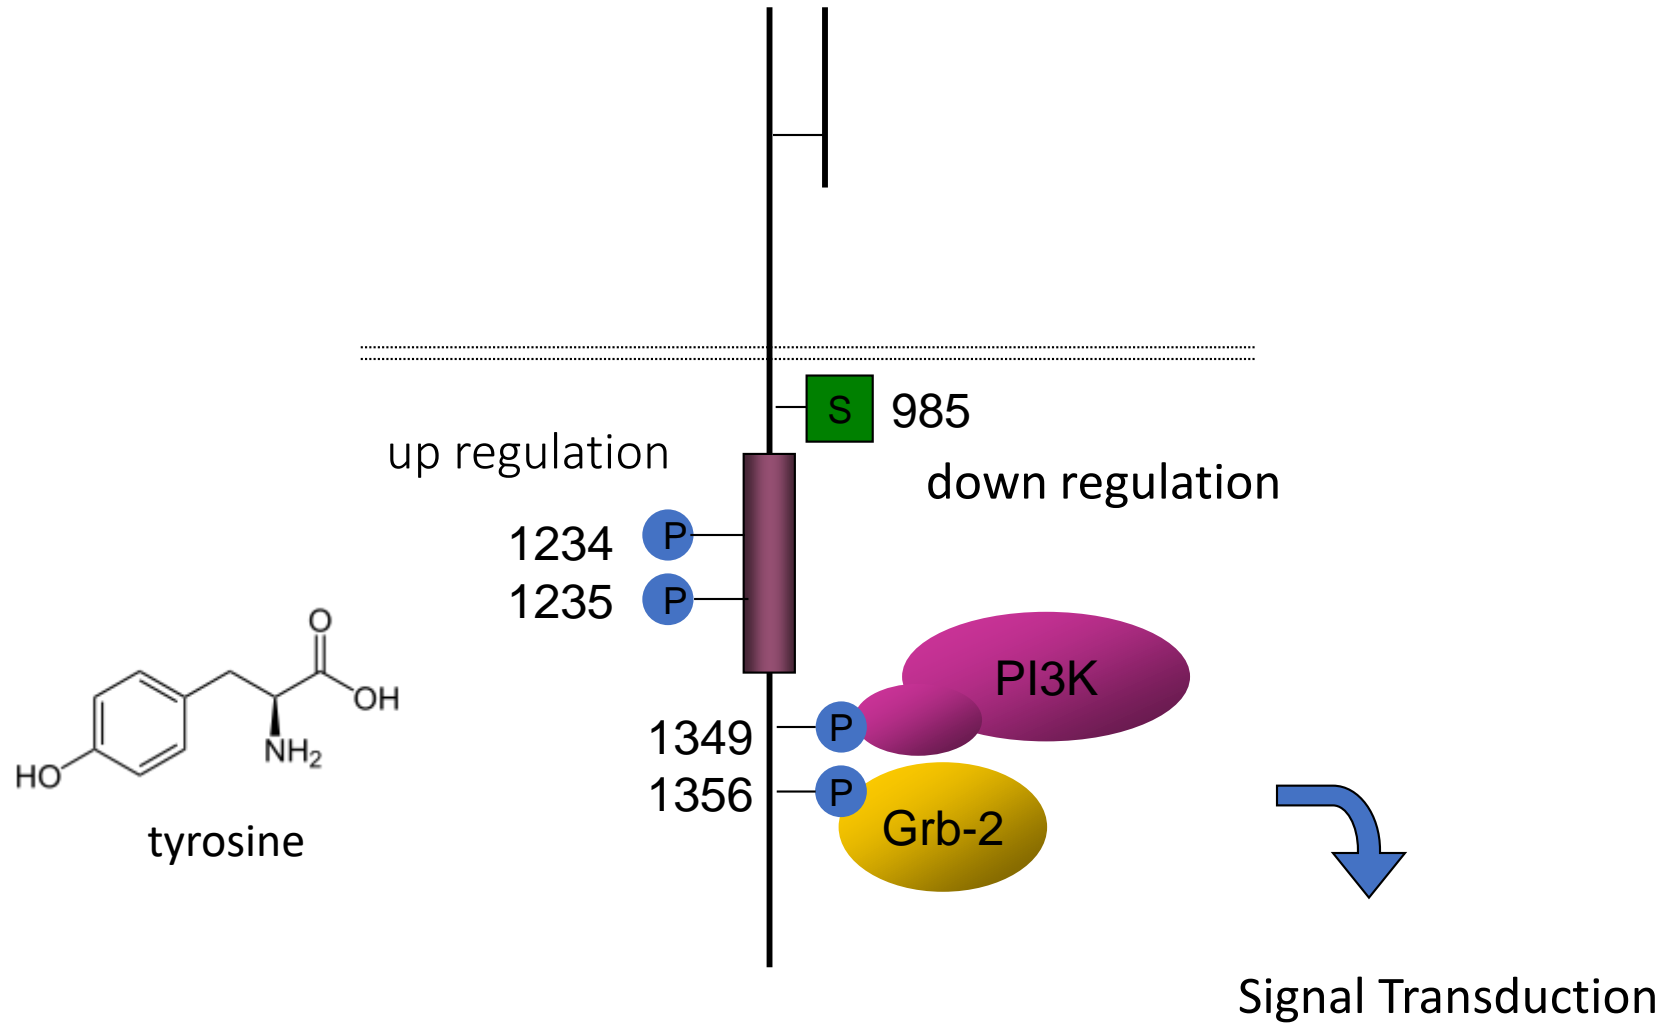 S 985
up regulation
down regulation
1234 P
1235 P
O
OH
NH2
HO
tyrosine
PI3K
1349 P
1356 P
Grb-2
Signal Transduction